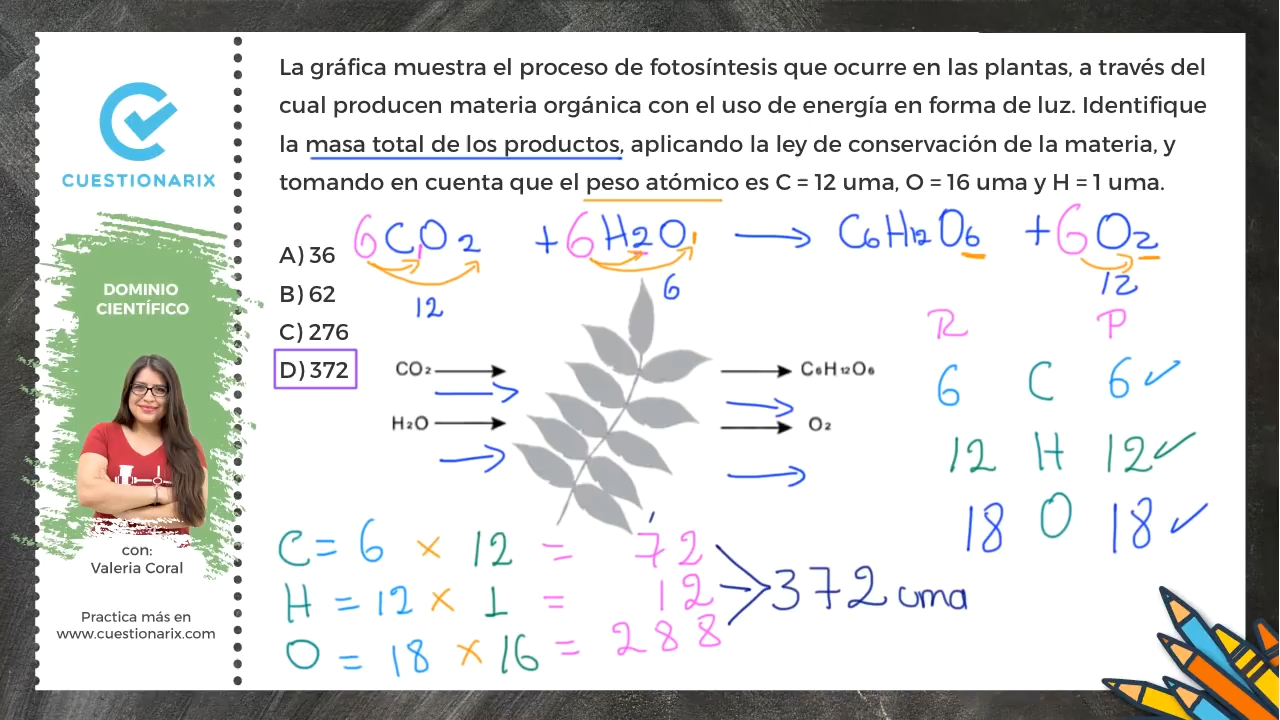 La gráfica muestra el proceso de fotosíntesis que ocurre en las plantas, a través del
cual producen materia orgánica con el uso de energía en forma de luz. Identifique
la masa total de los productos, aplicando la ley de conservación de la materia, y
tomando en cuenta que el peso atómico es C = 12 uma, O = 16 uma y H = 1 uma.
CUESTIONARIX
DOMINIO
CIENTÍFICO
con:
Valeria Coral
Practica más en
www.cuestionarix.com
A) 36
B) 62
C) 276
D) 372
6C1O2 + 6H2O1 → C6H12O6 + 6O2
12 6 12
CO2 → → C6H12O6
H2O → → O2
R P
6 C 6 ✓
12 H 12 ✓
18 O 18 ✓
C = 6 × 12 = 72
H = 12 × 1 = 12
O = 18 × 16 = 288
372 uma